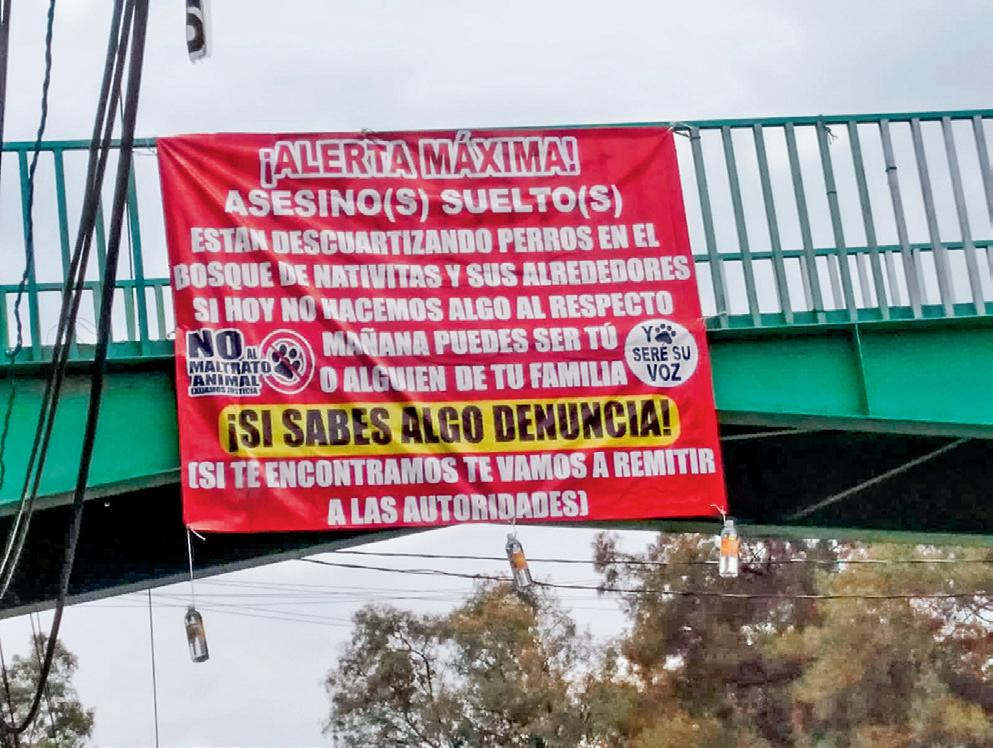 ¡ALERTA MÁXIMA!
ASESINO(S) SUELTO(S)
ESTAN DESCUARTIZANDO PERROS EN EL
BOSQUE DE NATIVITAS Y SUS ALREDEDORES
SI HOY NO HACEMOS ALGO AL RESPECTO
MAÑANA PUEDES SER TÚ
O ALGUIEN DE TU FAMILIA
NO AL
MALTRATO
ANIMAL
EXIJAMOS JUSTICIA
YO
SERÉ SU
VOZ
¡SI SABES ALGO DENUNCIA!
(SI TE ENCONTRAMOS TE VAMOS A REMITIR
A LAS AUTORIDADES)